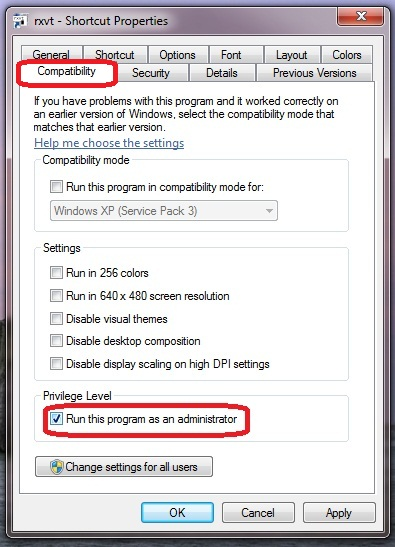 rxvt - Shortcut Properties
General Shortcut Options Font Layout Colors
Compatibility Security Details Previous Versions
If you have problems with this program and it worked correctly on
an earlier version of Windows, select the compatibility mode that
matches that earlier version.
Help me choose the settings
Compatibility mode
Run this program in compatibility mode for:
Windows XP (Service Pack 3)
Settings
Run in 256 colors
Run in 640 x 480 screen resolution
Disable visual themes
Disable desktop composition
Disable display scaling on high DPI settings
Privilege Level
Run this program as an administrator
Change settings for all users
OK Cancel Apply